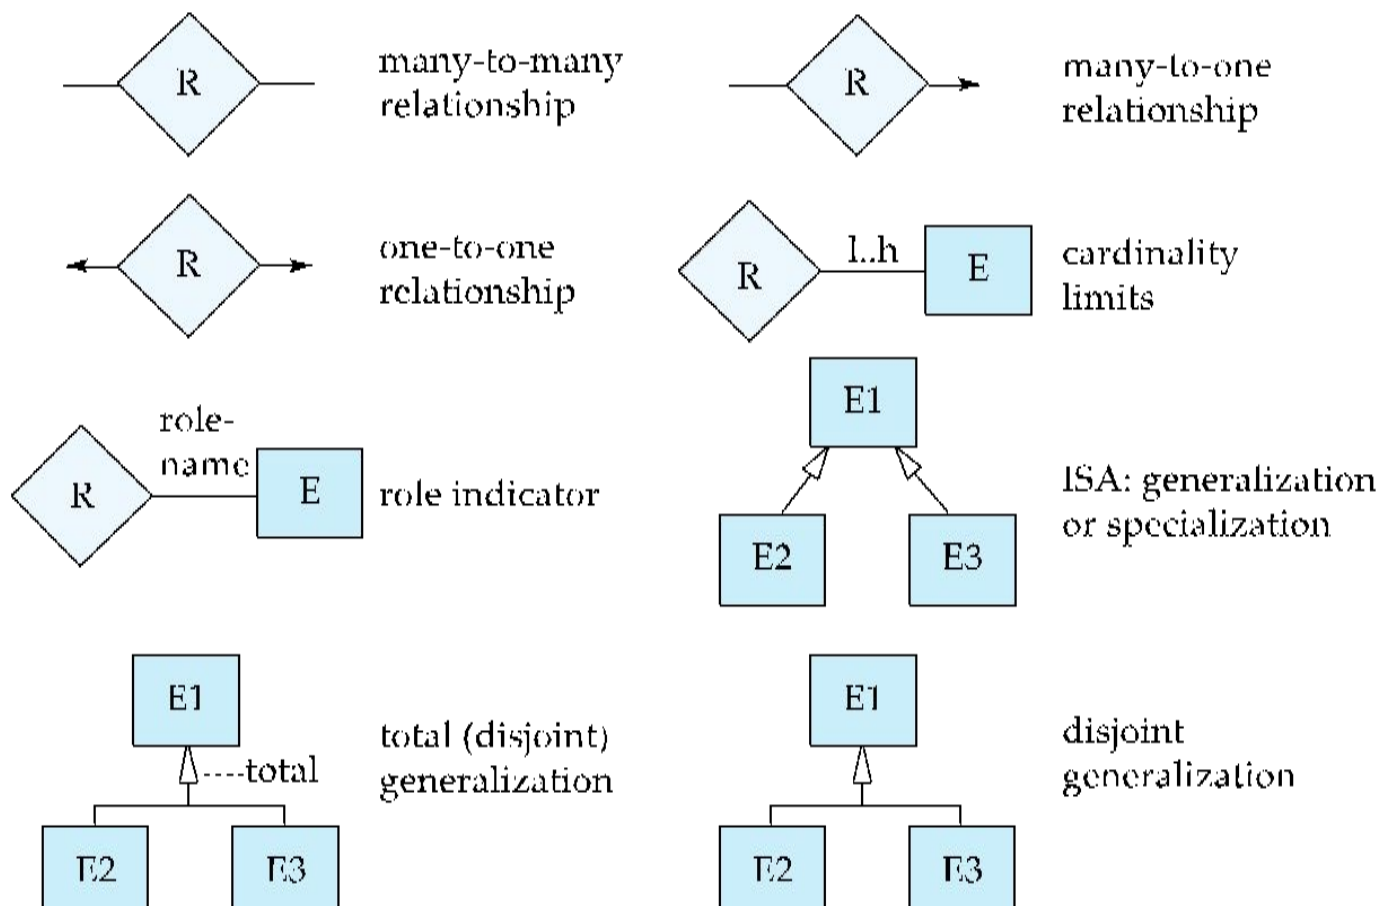 R
many-to-many
relationship
R
many-to-one
relationship
R
one-to-one
relationship
R
l..h
E
cardinality
limits
R
role-
name
E
role indicator
E1
E2
E3
ISA: generalization
or specialization
E1
----total
E2
E3
total (disjoint)
generalization
E1
E2
E3
disjoint
generalization